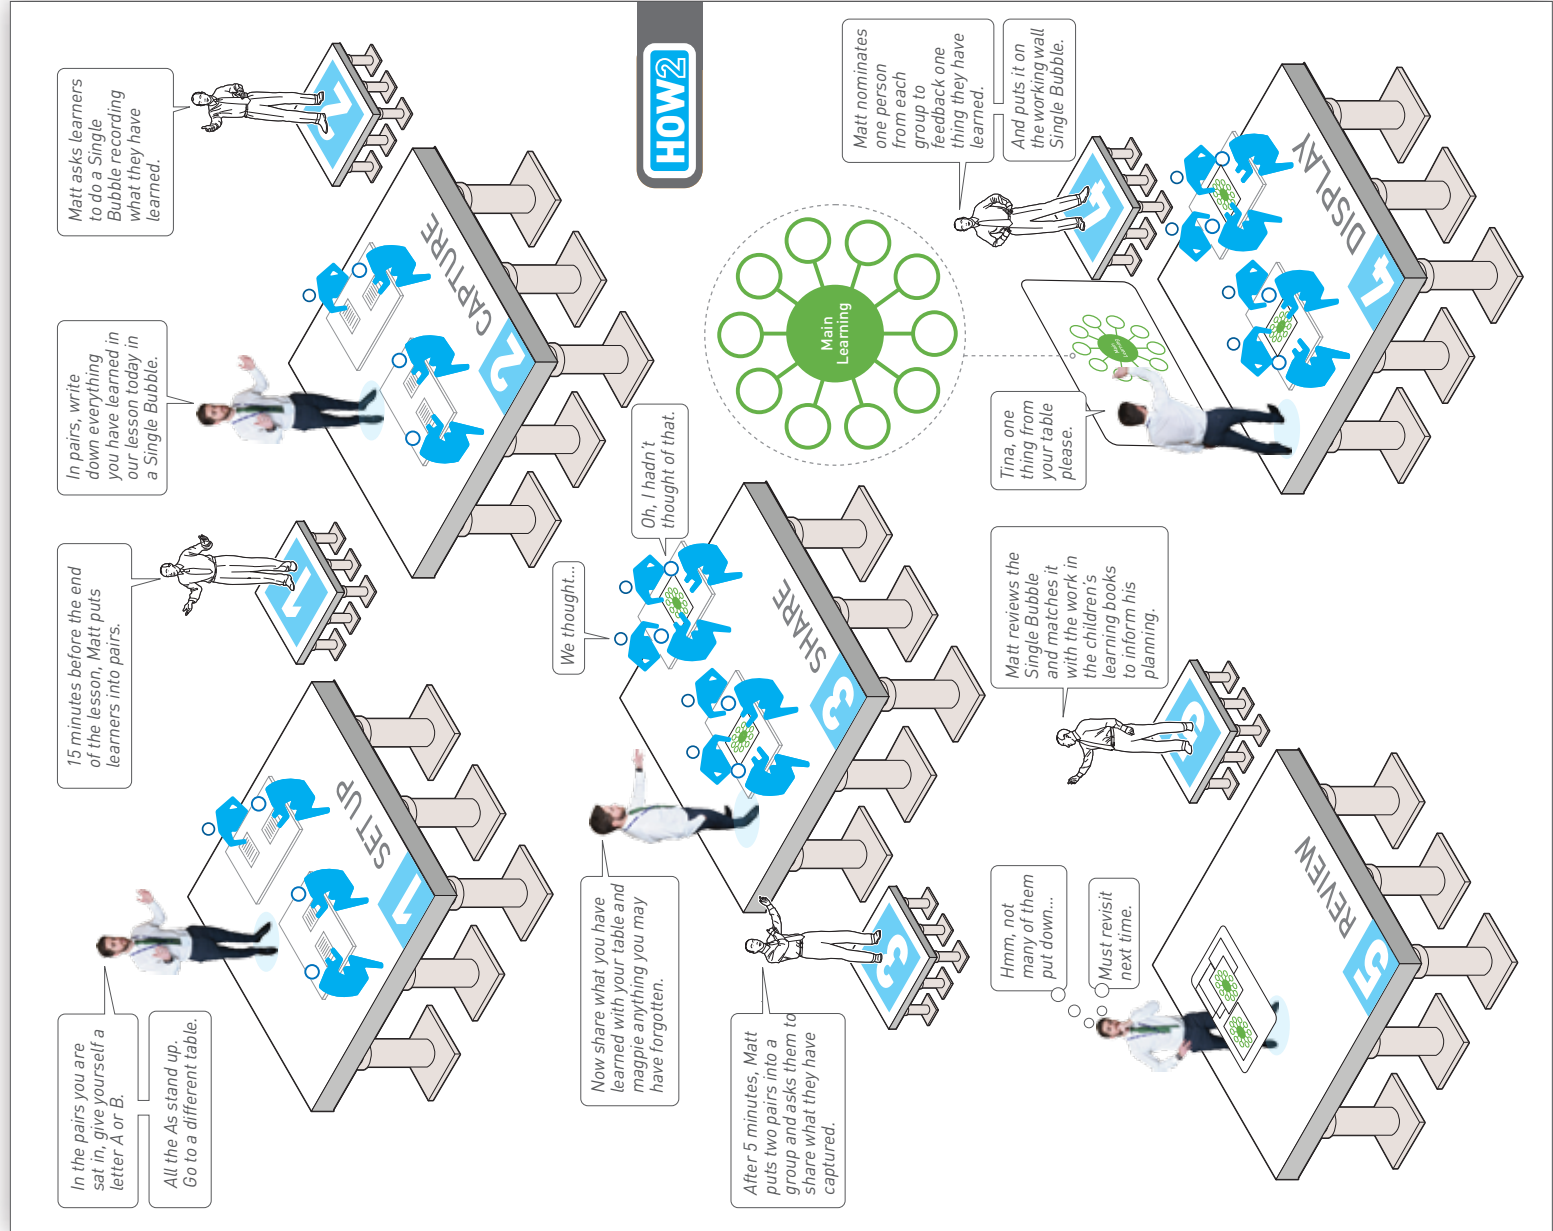 HOW2
In the pairs you are
sat in, give yourself a
letter A or B.
All the As stand up.
Go to a different table.
1
SET UP
15 minutes before the end
of the lesson, Matt puts
learners into pairs.
1
In pairs, write
down everything
you have learned in
our lesson today in
a Single Bubble.
2
CAPTURE
Matt asks learners
to do a Single
Bubble recording
what they have
learned.
2
Now share what you have
learned with your table and
magpie anything you may
have forgotten.
We thought...
Oh, I hadn't
thought of that.
3
SHARE
After 5 minutes, Matt
puts two pairs into a
group and asks them to
share what they have
captured.
3
Main
Learning
Tina, one
thing from
your table
please.
Main
Learning
4
DISPLAY
Matt nominates
one person
from each
group to
feedback one
thing they have
learned.
And puts it on
the working wall
Single Bubble.
4
Hmm, not
many of them
put down...
Must revisit
next time.
5
REVIEW
Matt reviews the
Single Bubble
and matches it
with the work in
the children's
learning books
to inform his
planning.